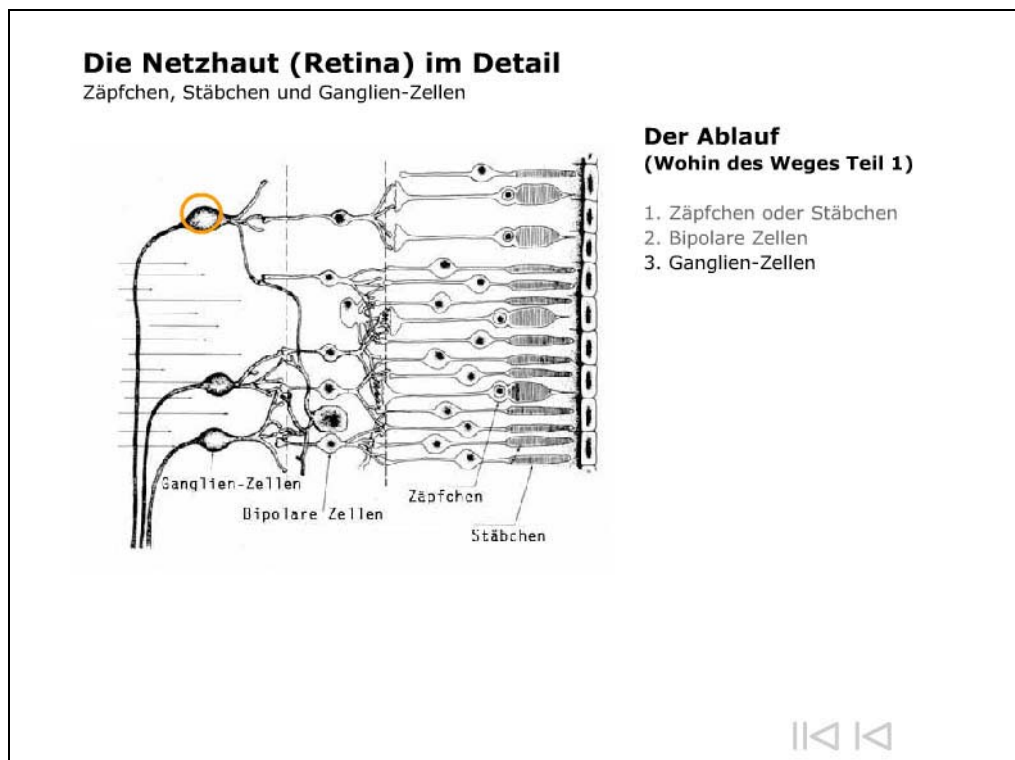 Die Netzhaut (Retina) im Detail
Zäpfchen, Stäbchen und Ganglien-Zellen
Der Ablauf
(Wohin des Weges Teil 1)
1. Zäpfchen oder Stäbchen
2. Bipolare Zellen
3. Ganglien-Zellen
Ganglien-Zellen
Bipolare Zellen
Zäpfchen
Stäbchen